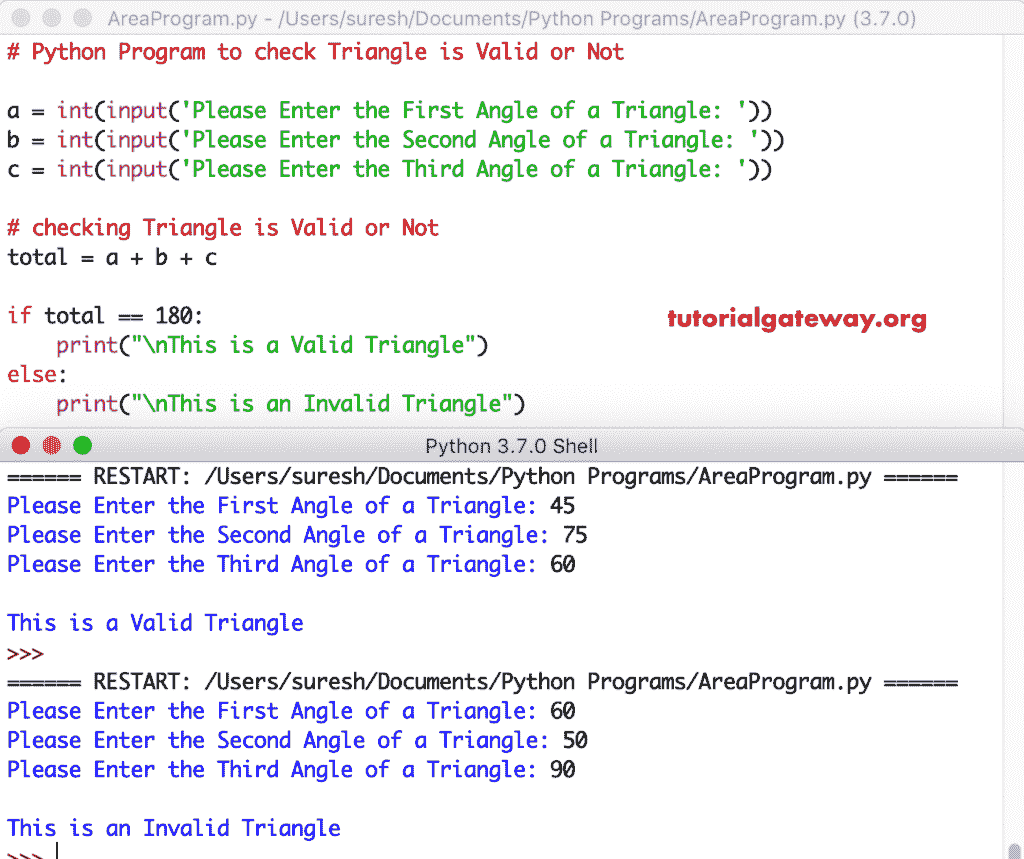 AreaProgram.py - /Users/suresh/Documents/Python Programs/AreaProgram.py (3.7.0)
# Python Program to check Triangle is Valid or Not
a = int(input('Please Enter the First Angle of a Triangle: '))
b = int(input('Please Enter the Second Angle of a Triangle: '))
c = int(input('Please Enter the Third Angle of a Triangle: '))
# checking Triangle is Valid or Not
total = a + b + c
if total == 180:
tutorialgateway.org
    print("\nThis is a Valid Triangle")
else:
    print("\nThis is an Invalid Triangle")
Python 3.7.0 Shell
====== RESTART: /Users/suresh/Documents/Python Programs/AreaProgram.py ======
Please Enter the First Angle of a Triangle: 45
Please Enter the Second Angle of a Triangle: 75
Please Enter the Third Angle of a Triangle: 60
This is a Valid Triangle
>>>
====== RESTART: /Users/suresh/Documents/Python Programs/AreaProgram.py ======
Please Enter the First Angle of a Triangle: 60
Please Enter the Second Angle of a Triangle: 50
Please Enter the Third Angle of a Triangle: 90
This is an Invalid Triangle
>>>